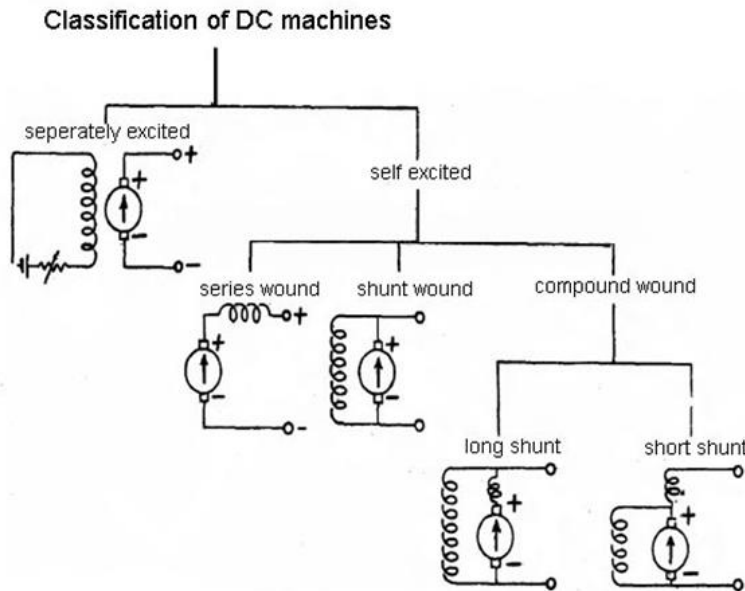 Classification of DC machines
seperately excited
+
+
-
-
self excited
series wound
shunt wound
compound wound
+
+
-
-
+
-
long shunt
short shunt
+
-
+
-